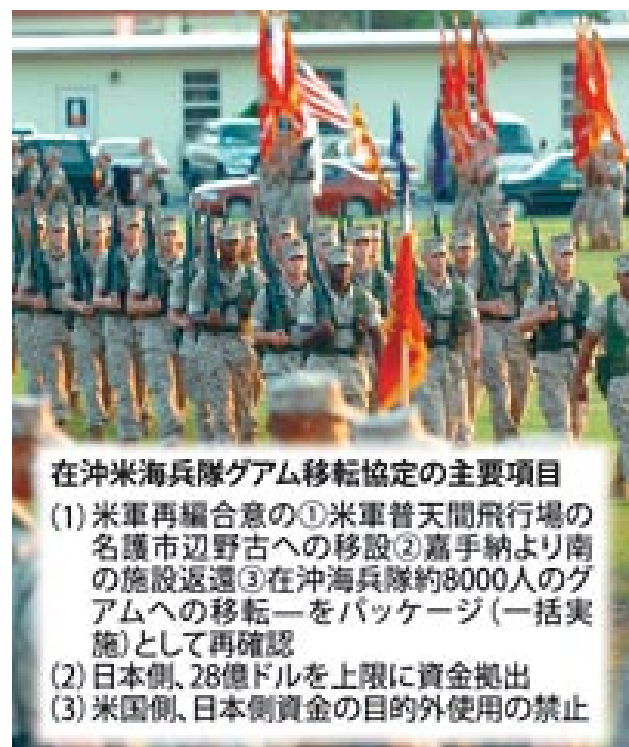 在沖米海兵隊グアム移転協定の主要項目
(1)米軍再編合意の①米軍普天間飛行場の
名護市辺野古への移設②嘉手納より南
の施設返還③在沖海兵隊約8000人のグ
アムへの移転―をパッケージ(一括実
施)として再確認
(2)日本側、28億ドルを上限に資金拠出
(3)米国側、日本側資金の目的外使用の禁止